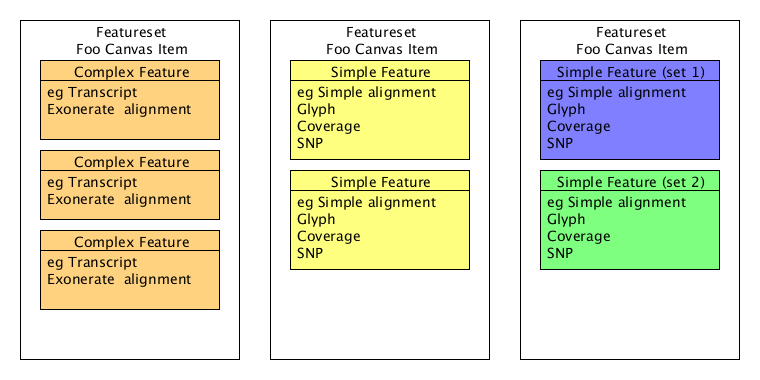 Featureset
Foo Canvas Item
Complex Feature
eg Transcript
Exonerate  alignment
Complex Feature
eg Transcript
Exonerate  alignment
Complex Feature
eg Transcript
Exonerate  alignment
Featureset
Foo Canvas Item
Simple Feature
eg Simple alignment
Glyph
Coverage
SNP
Simple Feature
eg Simple alignment
Glyph
Coverage
SNP
Featureset
Foo Canvas Item
Simple Feature (set 1)
eg Simple alignment
Glyph
Coverage
SNP
Simple Feature (set 2)
eg Simple alignment
Glyph
Coverage
SNP